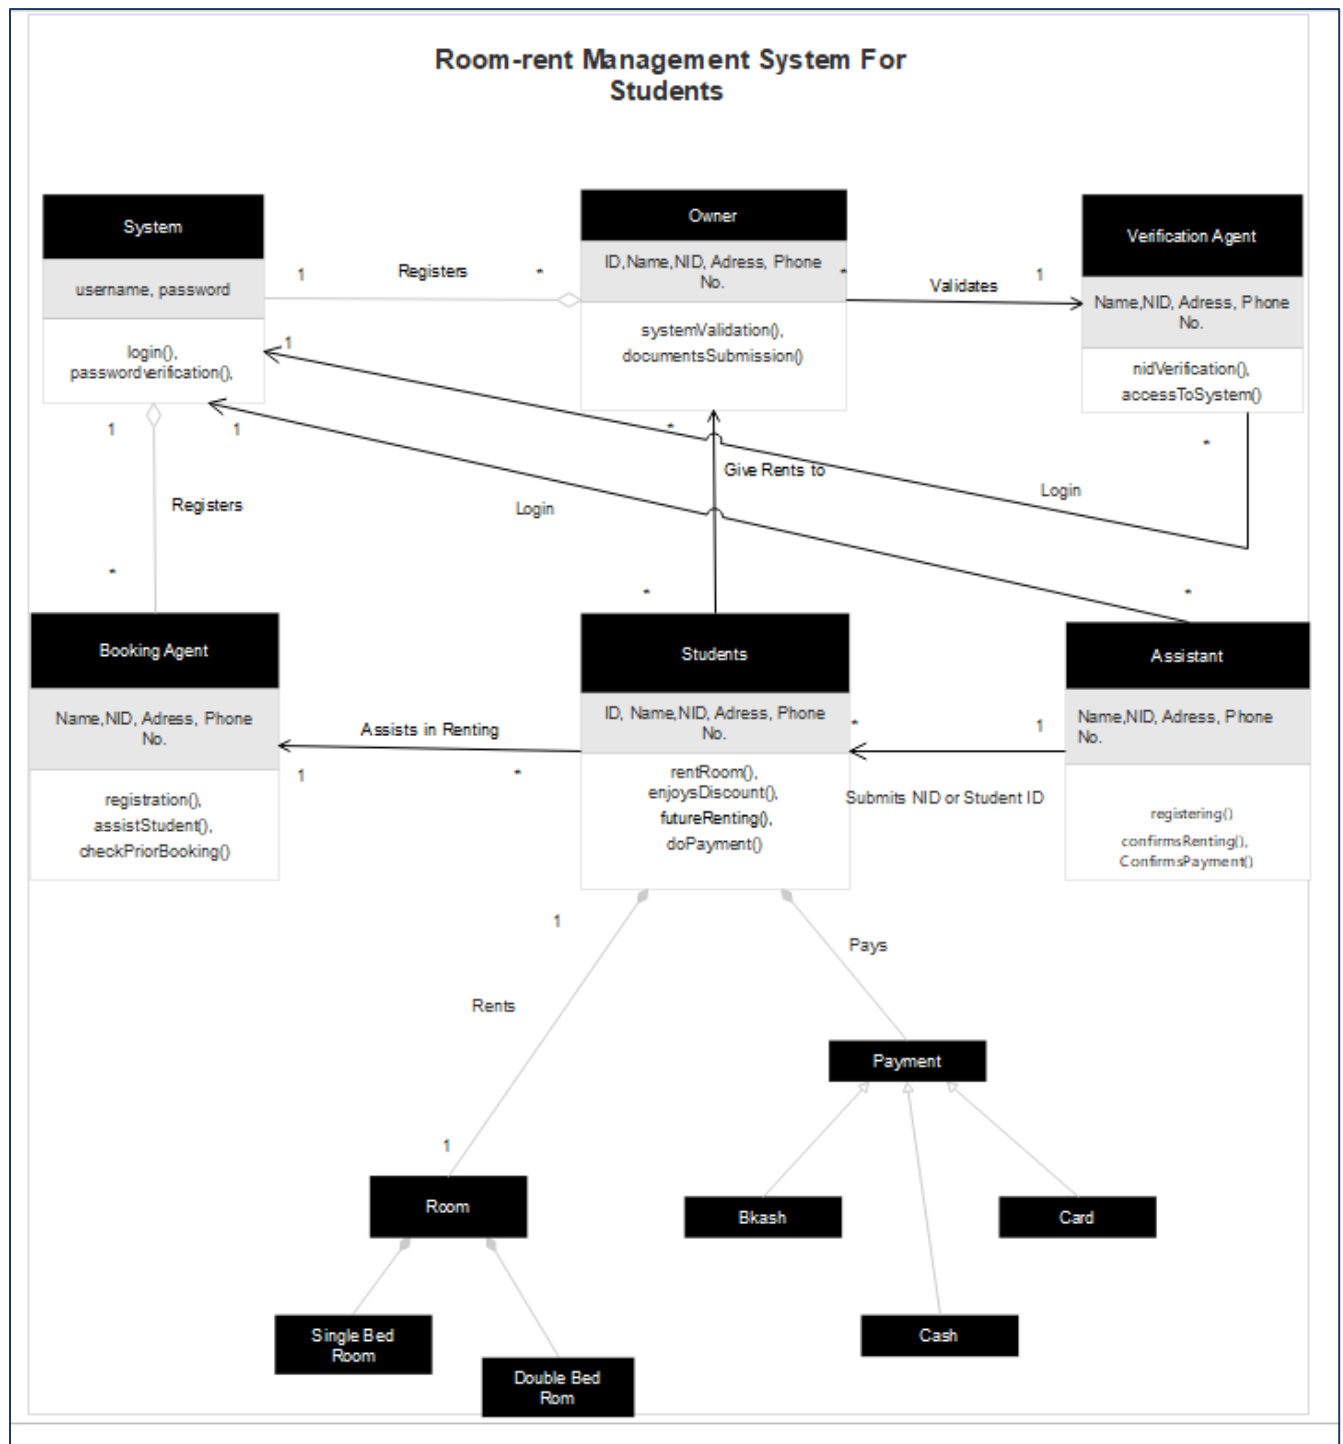 Room-rent Management System For
Students
System
username, password
login(),
passwordverification(),
1
Registers
*
Owner
ID,Name,NID, Adress, Phone
No.
systemValidation(),
documentsSubmission()
*
Validates
1
Verification Agent
Name,NID, Adress, Phone
No.
nidVerification(),
accessToSystem()
1
1
1
*
*
Give Rents to
Login
Login
Registers
*
*
*
Booking Agent
Name,NID, Adress, Phone
No.
registration(),
assistStudent(),
checkPriorBooking()
Assists in Renting
1
*
Students
ID, Name,NID, Adress, Phone
No.
rentRoom(),
enjoysDiscount(),
futureRenting(),
doPayment()
*
1
Submits NID or Student ID
Assistant
Name,NID, Adress, Phone
No.
registering()
confirmsRenting(),
ConfirmsPayment()
1
Rents
1
Pays
Payment
Room
Bkash
Card
Single Bed
Room
Double Bed
Rom
Cash